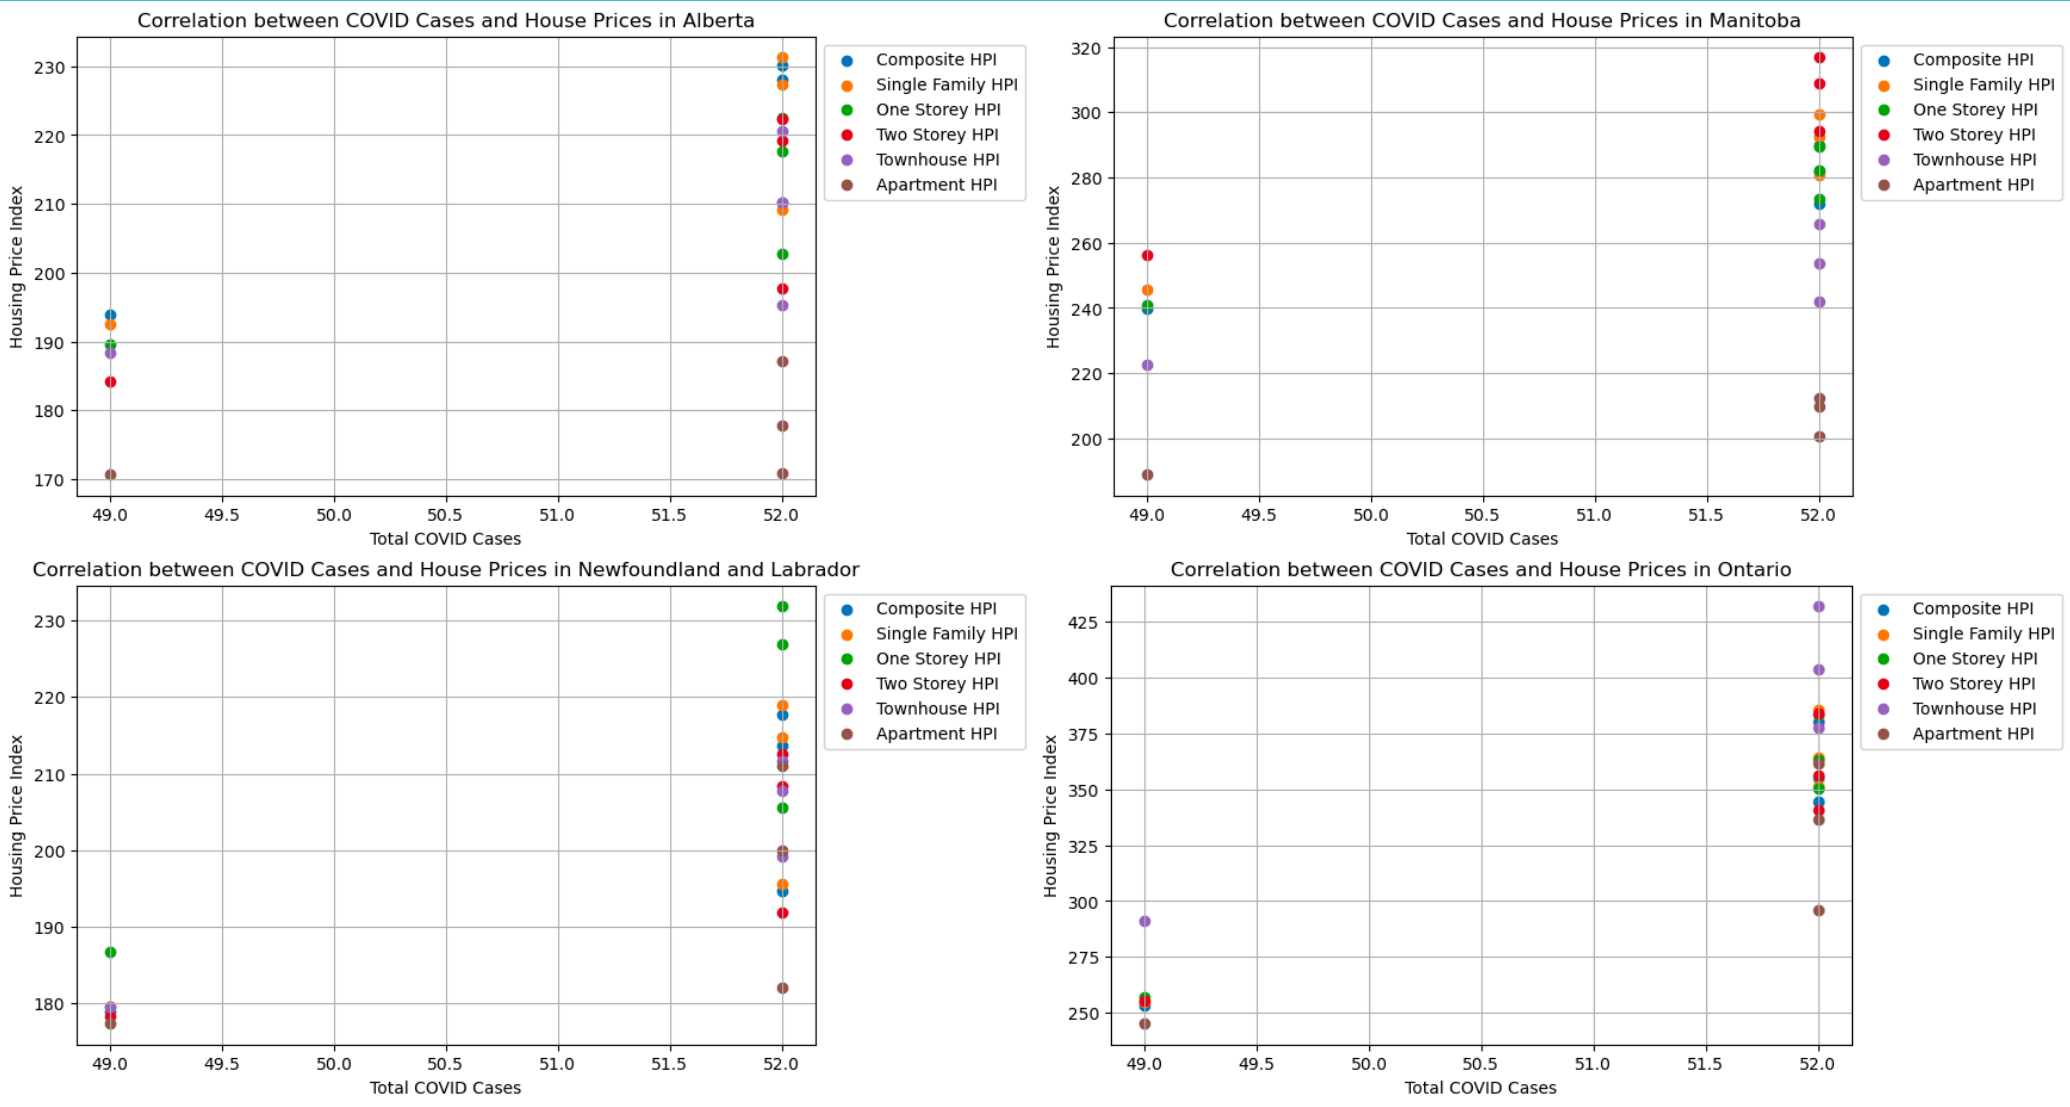 Correlation between COVID Cases and House Prices in Alberta
230
220
210
200
190
180
170
Housing Price Index
49.0 49.5 50.0 50.5 51.0 51.5 52.0
Total COVID Cases
Composite HPI
Single Family HPI
One Storey HPI
Two Storey HPI
Townhouse HPI
Apartment HPI
Correlation between COVID Cases and House Prices in Manitoba
320
300
280
260
240
220
200
Housing Price Index
49.0 49.5 50.0 50.5 51.0 51.5 52.0
Total COVID Cases
Composite HPI
Single Family HPI
One Storey HPI
Two Storey HPI
Townhouse HPI
Apartment HPI
Correlation between COVID Cases and House Prices in Newfoundland and Labrador
230
220
210
200
190
180
Housing Price Index
49.0 49.5 50.0 50.5 51.0 51.5 52.0
Total COVID Cases
Composite HPI
Single Family HPI
One Storey HPI
Two Storey HPI
Townhouse HPI
Apartment HPI
Correlation between COVID Cases and House Prices in Ontario
425
400
375
350
325
300
275
250
Housing Price Index
49.0 49.5 50.0 50.5 51.0 51.5 52.0
Total COVID Cases
Composite HPI
Single Family HPI
One Storey HPI
Two Storey HPI
Townhouse HPI
Apartment HPI